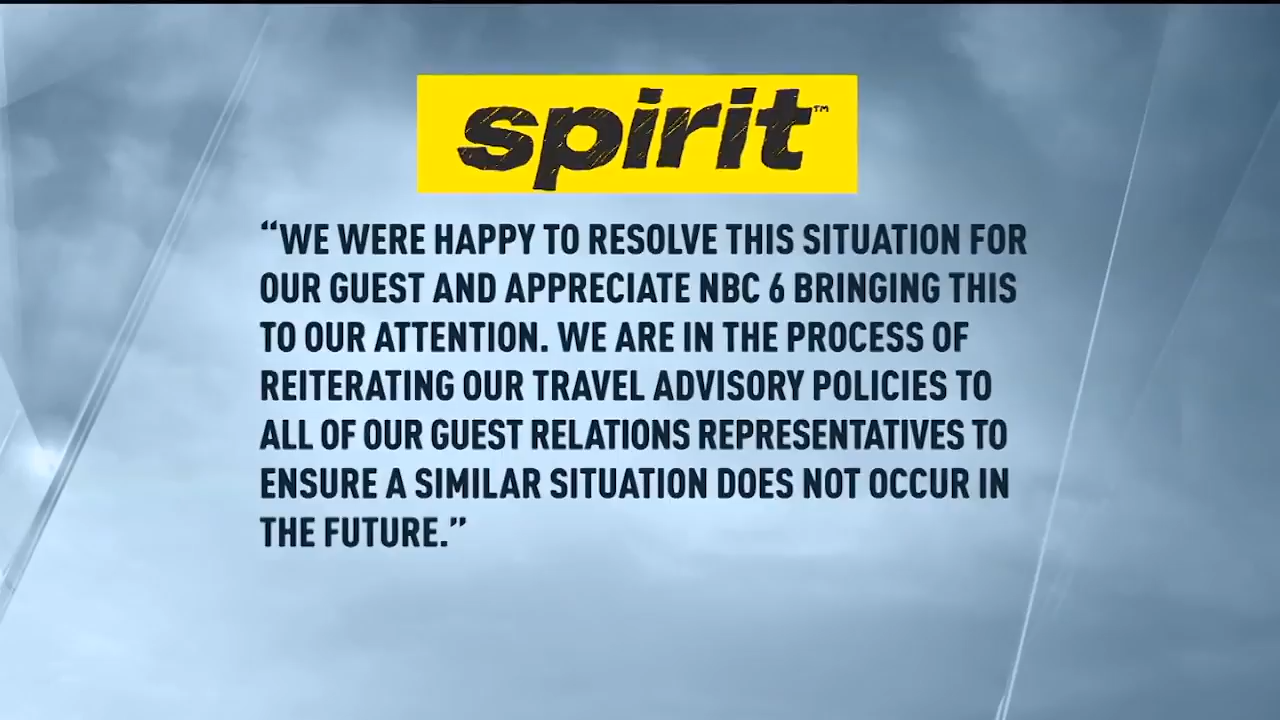 spirit™
“WE WERE HAPPY TO RESOLVE THIS SITUATION FOR
OUR GUEST AND APPRECIATE NBC 6 BRINGING THIS
TO OUR ATTENTION. WE ARE IN THE PROCESS OF
REITERATING OUR TRAVEL ADVISORY POLICIES TO
ALL OF OUR GUEST RELATIONS REPRESENTATIVES TO
ENSURE A SIMILAR SITUATION DOES NOT OCCUR IN
THE FUTURE.”